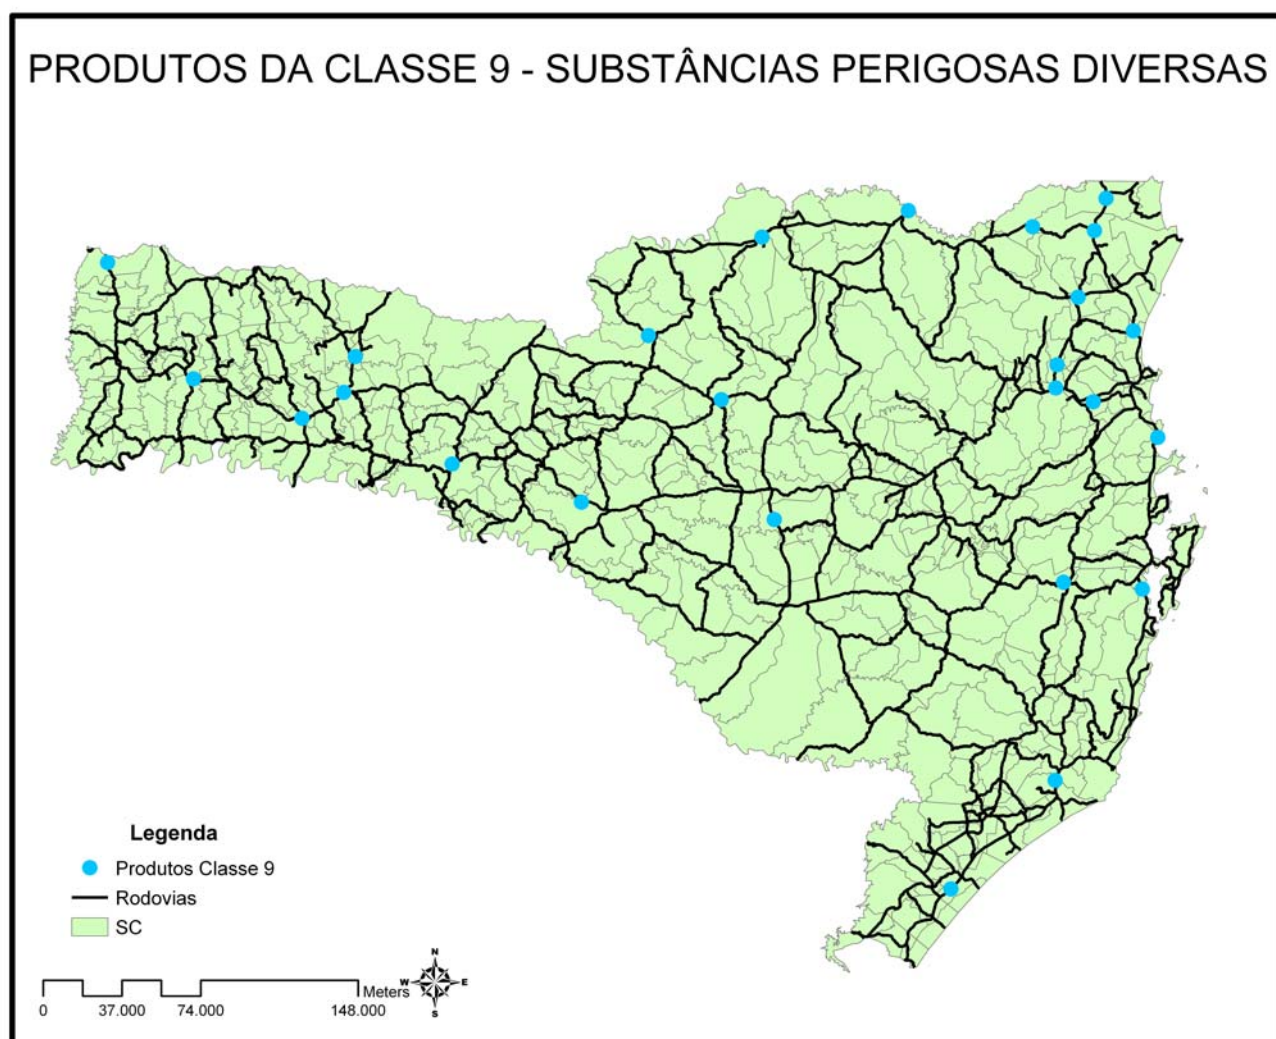 PRODUTOS DA CLASSE 9 - SUBSTÂNCIAS PERIGOSAS DIVERSAS
Legenda
Produtos Classe 9
Rodovias
SC
N
W E
S
Meters
0 37.000 74.000 148.000